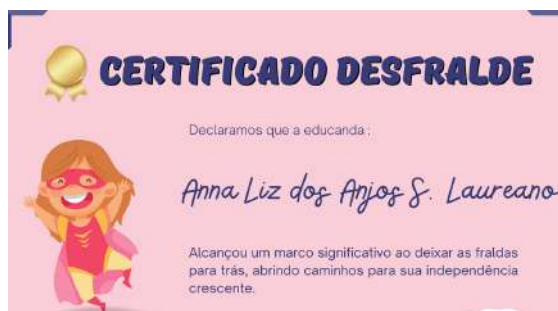 CERTIFICADO DESFRALDE
Declaramos que a educanda :
Anna Liz dos Anjos S. Laureano
Alcançou um marco significativo ao deixar as fraldas
para trás, abrindo caminhos para sua independência
crescente.